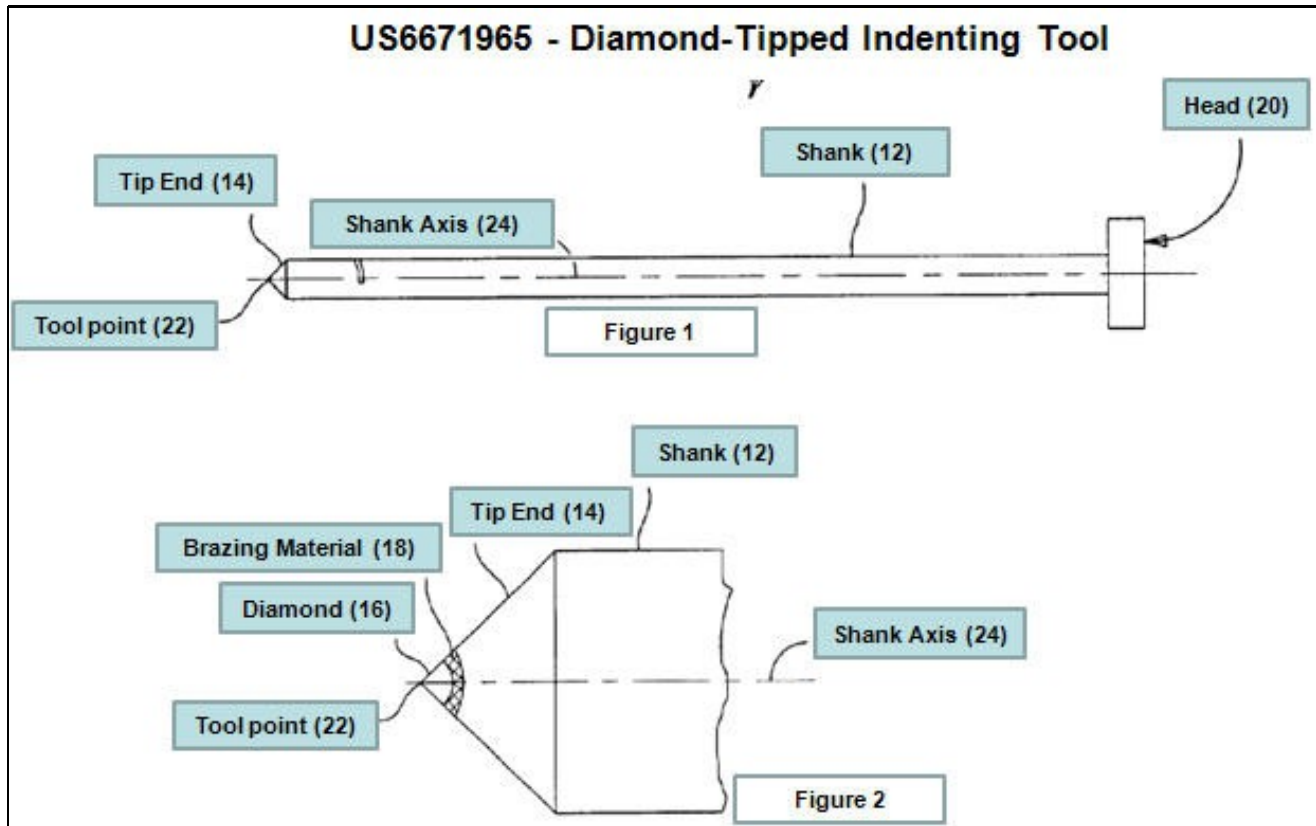 US6671965 - Diamond-Tipped Indenting Tool
r
Head (20)
Shank (12)
Tip End (14)
Shank Axis (24)
Tool point (22)
Figure 1
Shank (12)
Tip End (14)
Brazing Material (18)
Diamond (16)
Shank Axis (24)
Tool point (22)
Figure 2